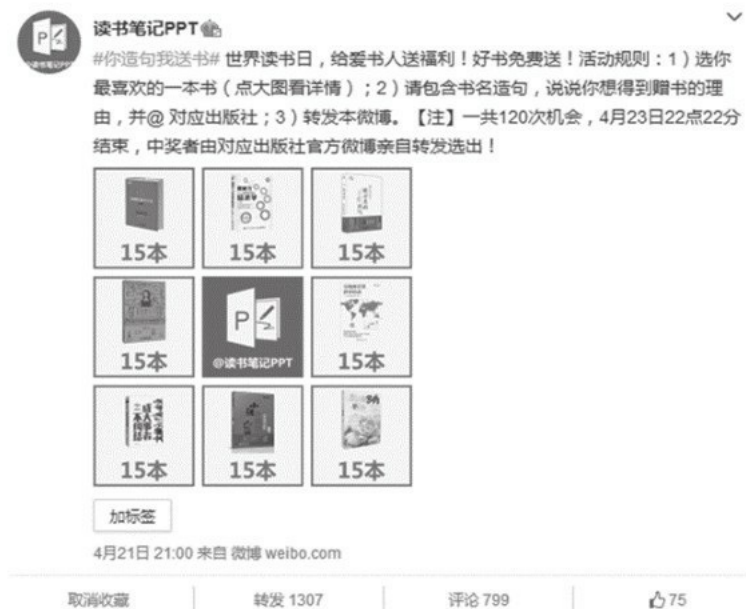 读书笔记PPT
#你造句我送书# 世界读书日，给爱书人送福利！好书免费送！活动规则：1）选你
最喜欢的一本书（点大图看详情）；2）请包含书名造句，说说你想得到赠书的理
由，并@ 对应出版社；3）转发本微博。【注】一共120次机会，4月23日22点22分
结束，中奖者由对应出版社官方微博亲自转发选出！
15本
15本
15本
15本
P
@读书笔记PPT
15本
15本
15本
15本
加标签
4月21日 21:00 来自 微博 weibo.com
取消收藏
转发 1307
评论 799
75